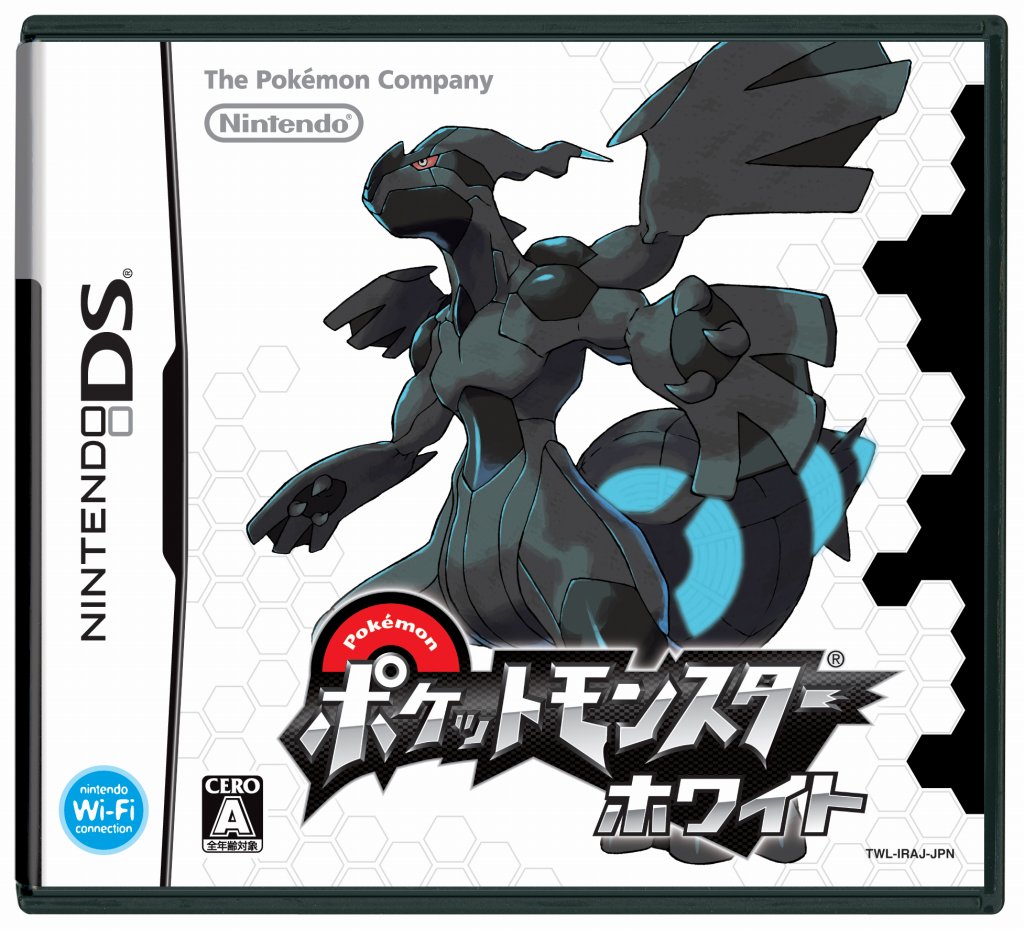 The Pokémon Company
Nintendo®
NINTENDO DS®
Pokémon
ポケットモンスター®
ホワイト
nintendo
Wi-Fi
connection
CERO
A
全年齢対象
TWL-IRAJ-JPN